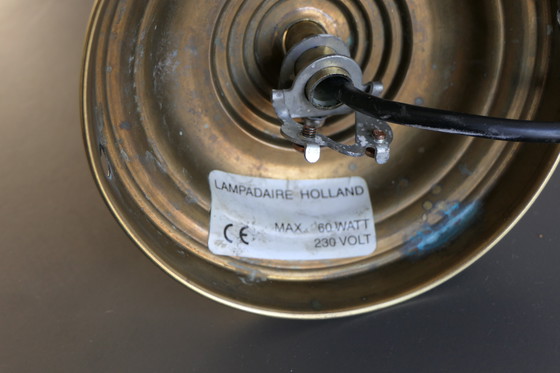 LAMPADAIRE HOLLAND
MAX. 60 WATT
CE 230 VOLT